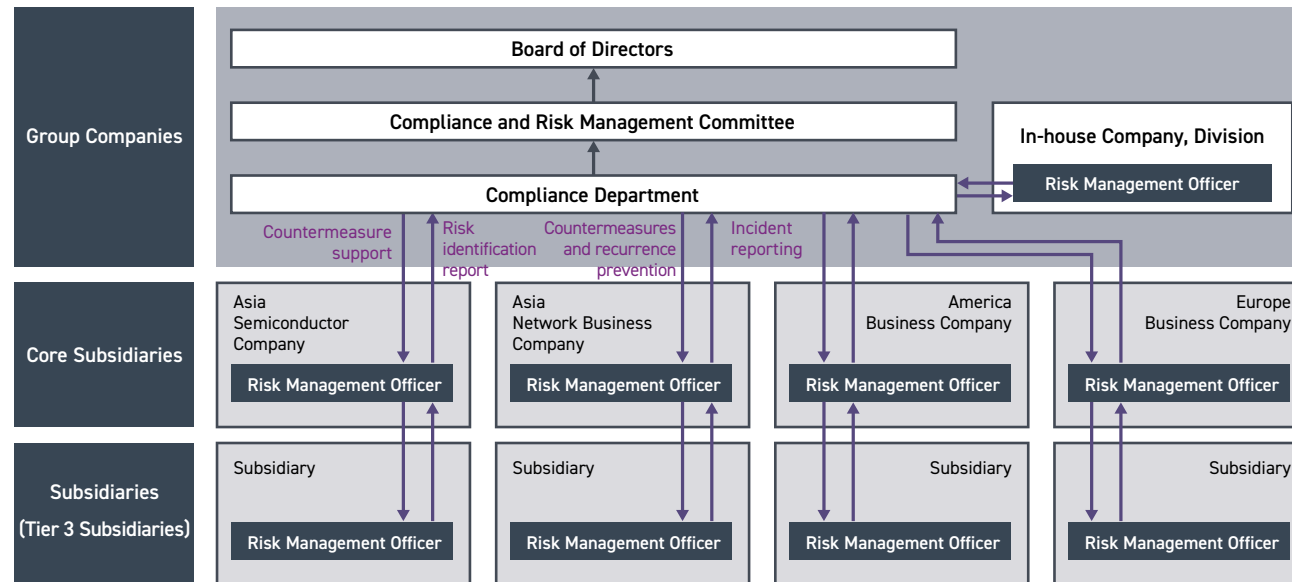 Group Companies
Board of Directors
Compliance and Risk Management Committee
Compliance Department
In-house Company, Division
Risk Management Officer
Countermeasure
support
Risk
identification
report
Countermeasures
and recurrence
prevention
Incident
reporting
Core Subsidiaries
Asia
Semiconductor
Company
Risk Management Officer
Asia
Network Business
Company
Risk Management Officer
America
Business Company
Risk Management Officer
Europe
Business Company
Risk Management Officer
Subsidiaries
(Tier 3 Subsidiaries)
Subsidiary
Risk Management Officer
Subsidiary
Risk Management Officer
Subsidiary
Risk Management Officer
Subsidiary
Risk Management Officer